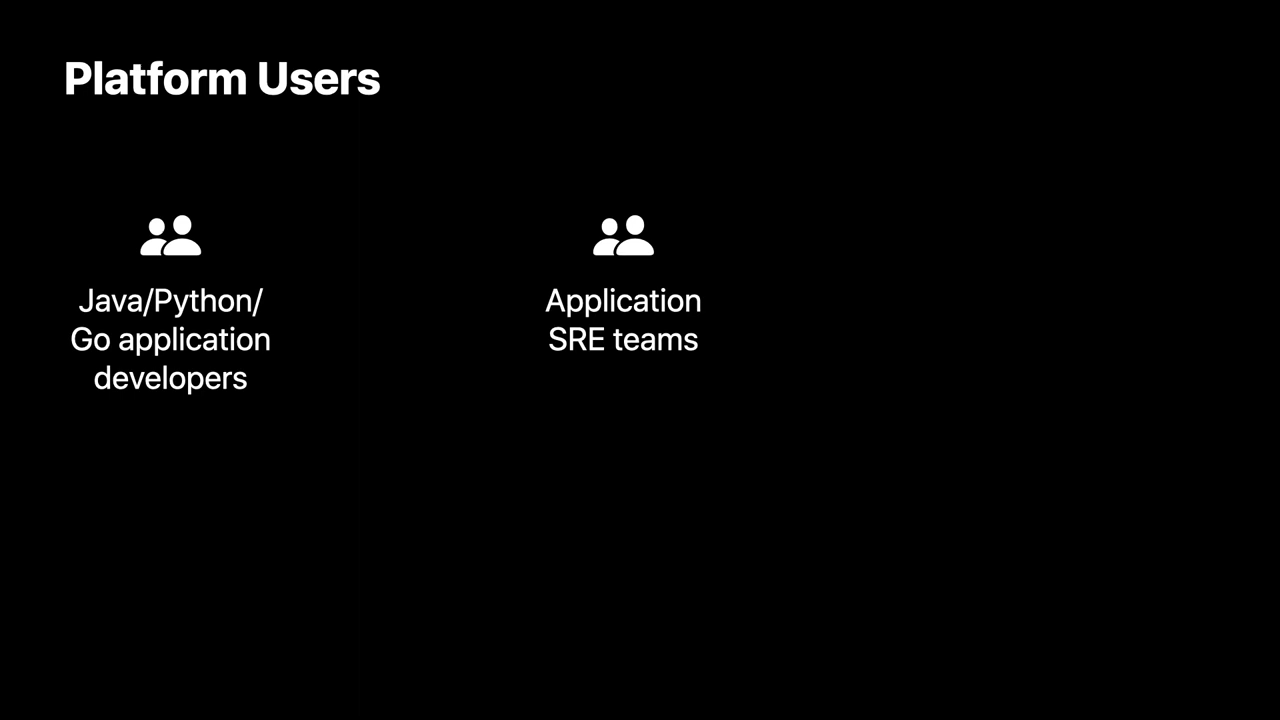 Platform Users
Java/Python/
Go application
developers
Application
SRE teams